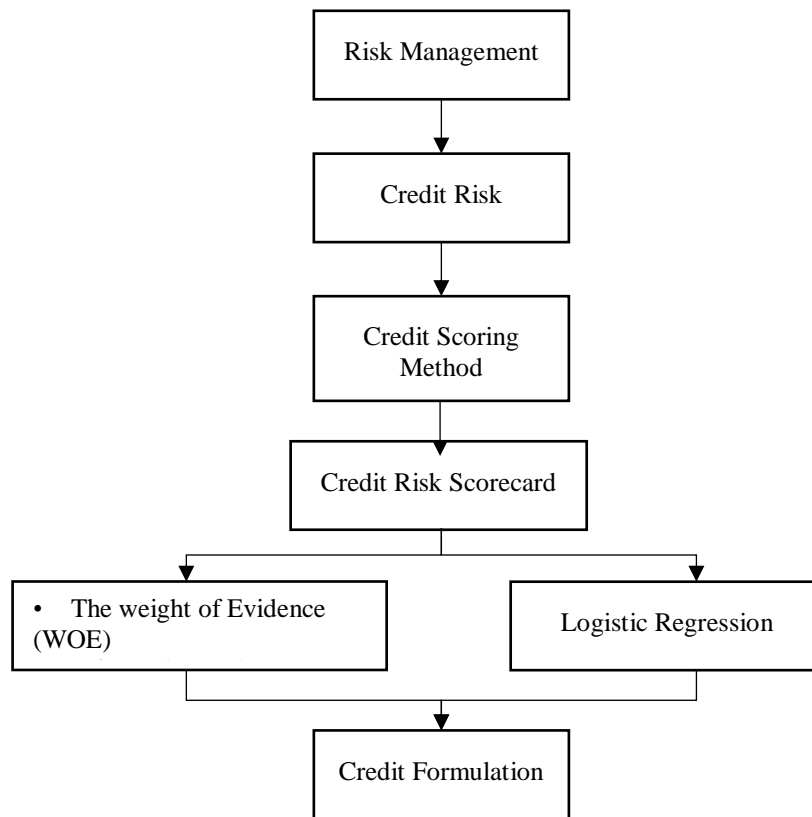 Risk Management
Credit Risk
Credit Scoring
Method
Credit Risk Scorecard
• The weight of Evidence
(WOE)
Logistic Regression
Credit Formulation